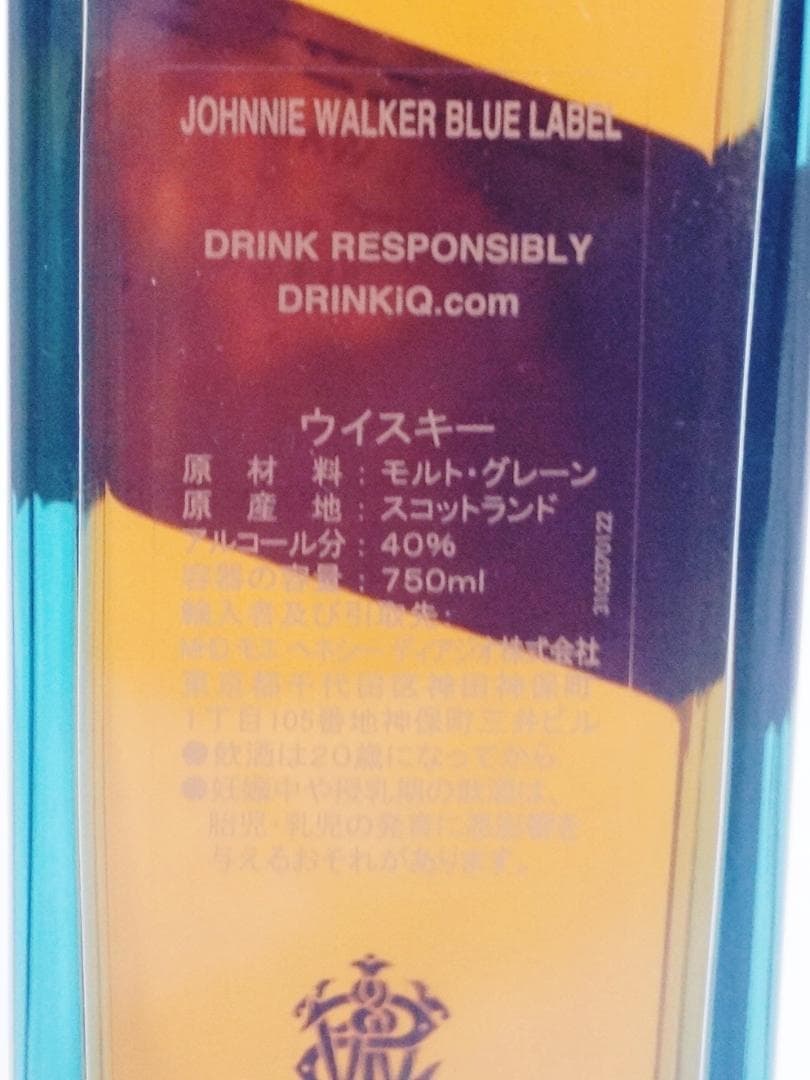 JOHNNIE WALKER BLUE LABEL
DRINK RESPONSIBLY
DRINKiQ.com
ウイスキー
原材料:モルト・グレーン
原産地:スコットランド
アルコール分:40%
容器の容量:750ml
輸入者及び引取先:
MHD モエ ヘネシー ディアジオ株式会社
東京都千代田区神田神保町
1丁目105番地神保町三井ビル
●飲酒は20歳になってから
●妊娠中や授乳期の飲酒は、
胎児・乳児の発育に悪影響を
与えるおそれがあります。
3105370122